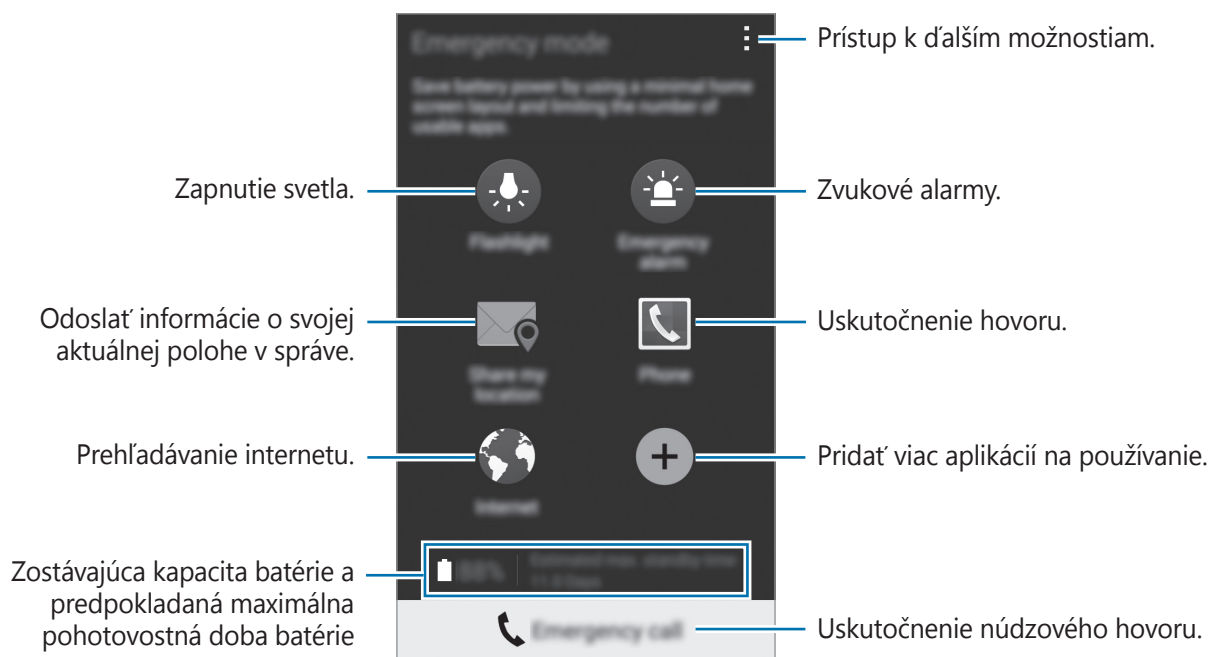 Emergency mode
Prístup k ďalším možnostiam.
Save battery power by using a minimal home
screen layout and limiting the number of
usable apps.
Zapnutie svetla.
Zvukové alarmy.
Flashlight
Emergency
alarm
Odoslať informácie o svojej
aktuálnej polohe v správe.
Uskutočnenie hovoru.
Share my
location
Phone
Prehľadávanie internetu.
Pridať viac aplikácií na používanie.
Internet
Zostávajúca kapacita batérie a
predpokladaná maximálna
pohotovostná doba batérie
Estimated max. standby time
Emergency call
Uskutočnenie núdzového hovoru.